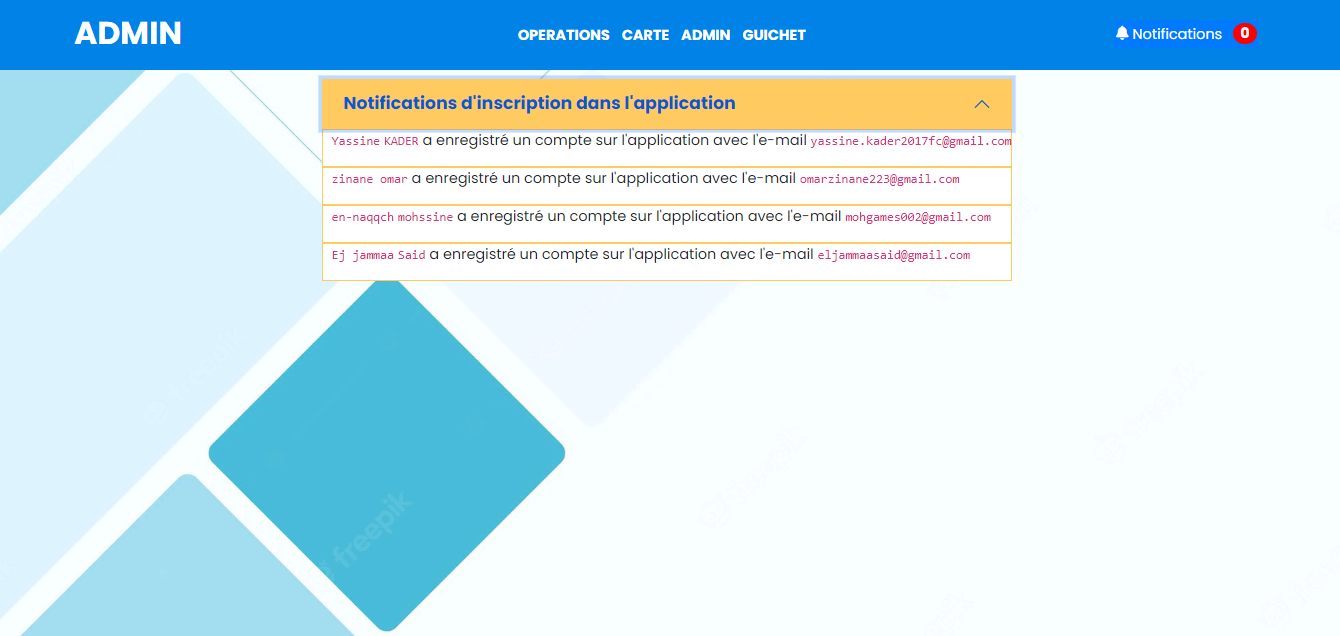 ADMIN
OPERATIONS CARTE ADMIN GUICHET
Notifications 0
Notifications d'inscription dans l'application
Yassine KADER a enregistré un compte sur l'application avec l'e-mail yassine.kader2017fc@gmail.com
zinane omar a enregistré un compte sur l'application avec l'e-mail omarzinane223@gmail.com
en-naqqch mohssine a enregistré un compte sur l'application avec l'e-mail mohgames002@gmail.com
Ej jammaa Said a enregistré un compte sur l'application avec l'e-mail eljammaasaid@gmail.com
freepik
freepik